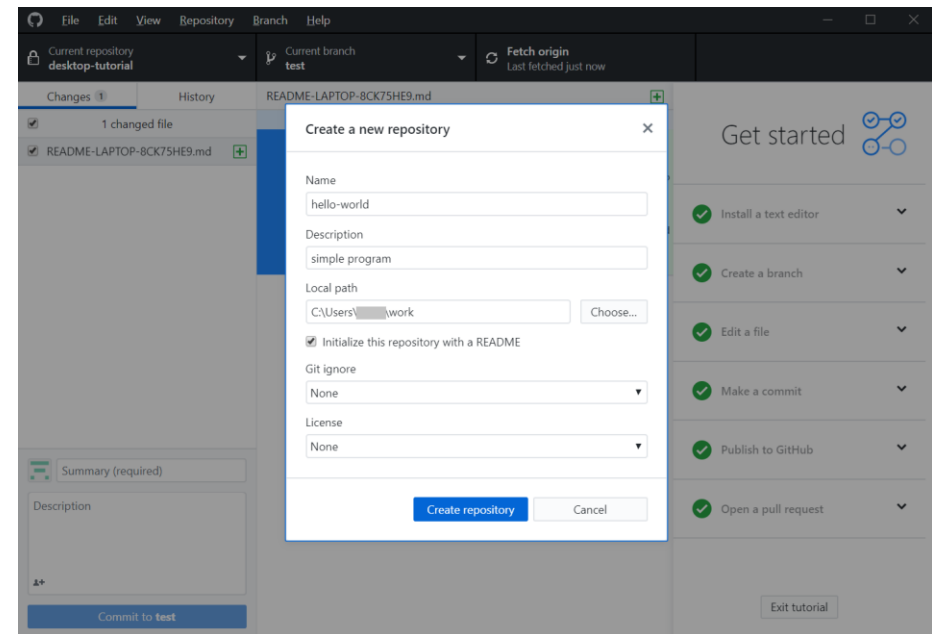 File Edit View Repository Branch Help
Current repository
desktop-tutorial
Current branch
test
Fetch origin
Last fetched just now
Changes 1 History
1 changed file
README-LAPTOP-8CK75HE9.md
Summary (required)
Description
Commit to test
README-LAPTOP-8CK75HE9.md
Create a new repository
Name
hello-world
Description
simple program
Local path
C:\Users\ \work Choose...
Initialize this repository with a README
Git ignore
None
License
None
Create repository Cancel
Get started
Install a text editor
Create a branch
Edit a file
Make a commit
Publish to GitHub
Open a pull request
Exit tutorial